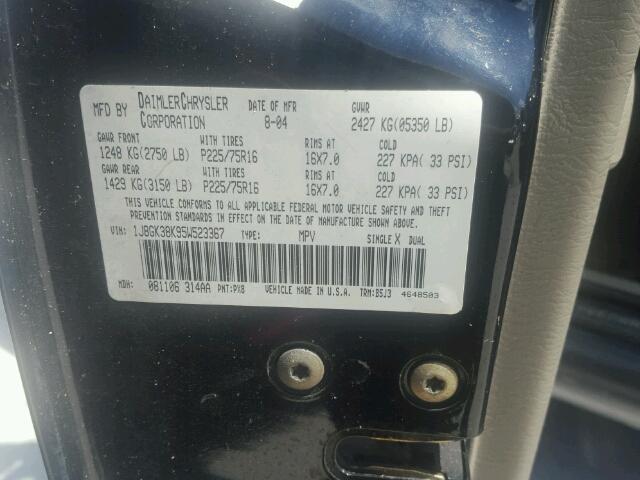 MFD BY DAIMLERCHRYSLER CORPORATION DATE OF MFR 8-04 GVWR 2427 KG(05350 LB)
GAWR FRONT WITH TIRES RIMS AT COLD
1248 KG(2750 LB) P225/75R16 16X7.0 227 KPA( 33 PSI)
GAWR REAR WITH TIRES RIMS AT COLD
1429 KG(3150 LB) P225/75R16 16X7.0 227 KPA( 33 PSI)
THIS VEHICLE CONFORMS TO ALL APPLICABLE FEDERAL MOTOR VEHICLE SAFETY AND THEFT
PREVENTION STANDARDS IN EFFECT ON THE DATE OF MANUFACTURE SHOWN ABOVE.
VIN: 1J8GK38K95W523367 TYPE: MPV SINGLE X DUAL
MDH: 081106 314AA PNT:PX8 VEHICLE MADE IN U.S.A. TRM:B5J3 4648503